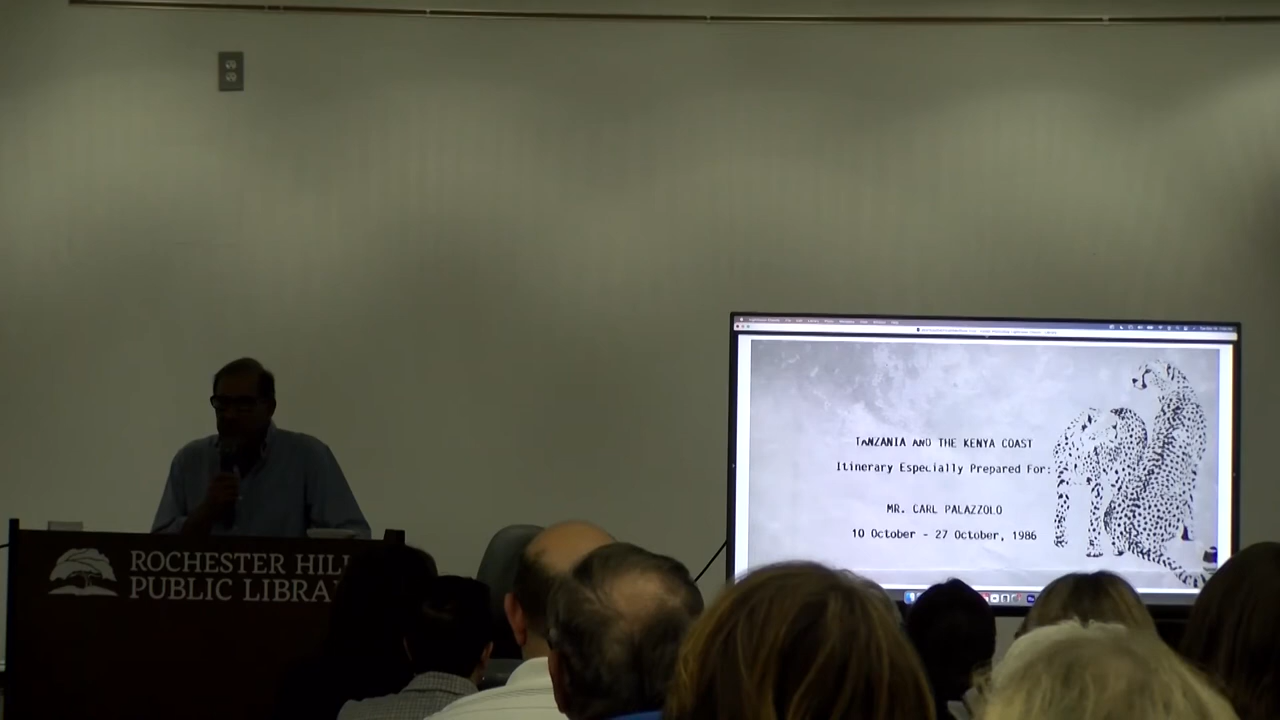 ROCHESTER HIL
PUBLIC LIBRA
TANZANIA AND THE KENYA COAST
Itinerary Especially Prepared For:
MR. CARL PALAZZOLO
10 October - 27 October, 1986